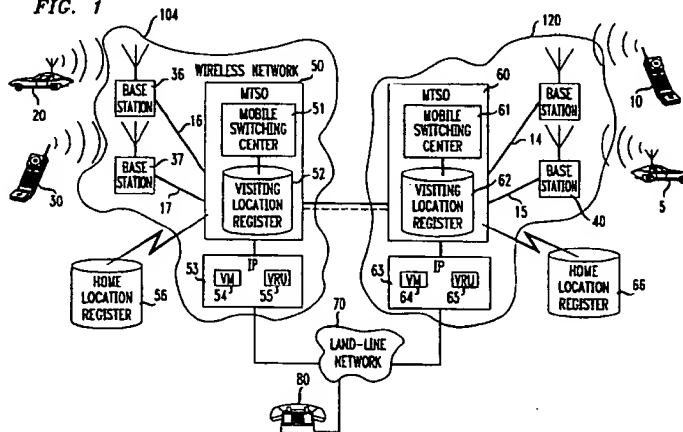 FIG. 1
104
120
WIRELESS NETWORK
50
60
36
BASE
STATION
MTSO
51
MOBILE
SWITCHING
CENTER
MTSO
61
MOBILE
SWITCHING
CENTER
BASE
STATION
10
20
16
14
37
BASE
STATION
52
VISITING
LOCATION
REGISTER
62
VISITING
LOCATION
REGISTER
BASE
STATION
30
17
15
40
5
53
IP
VM
VRU
54
55
63
IP
VM
VRU
64
65
HOME
LOCATION
REGISTER
56
HOME
LOCATION
REGISTER
66
70
LAND-LINE
NETWORK
80